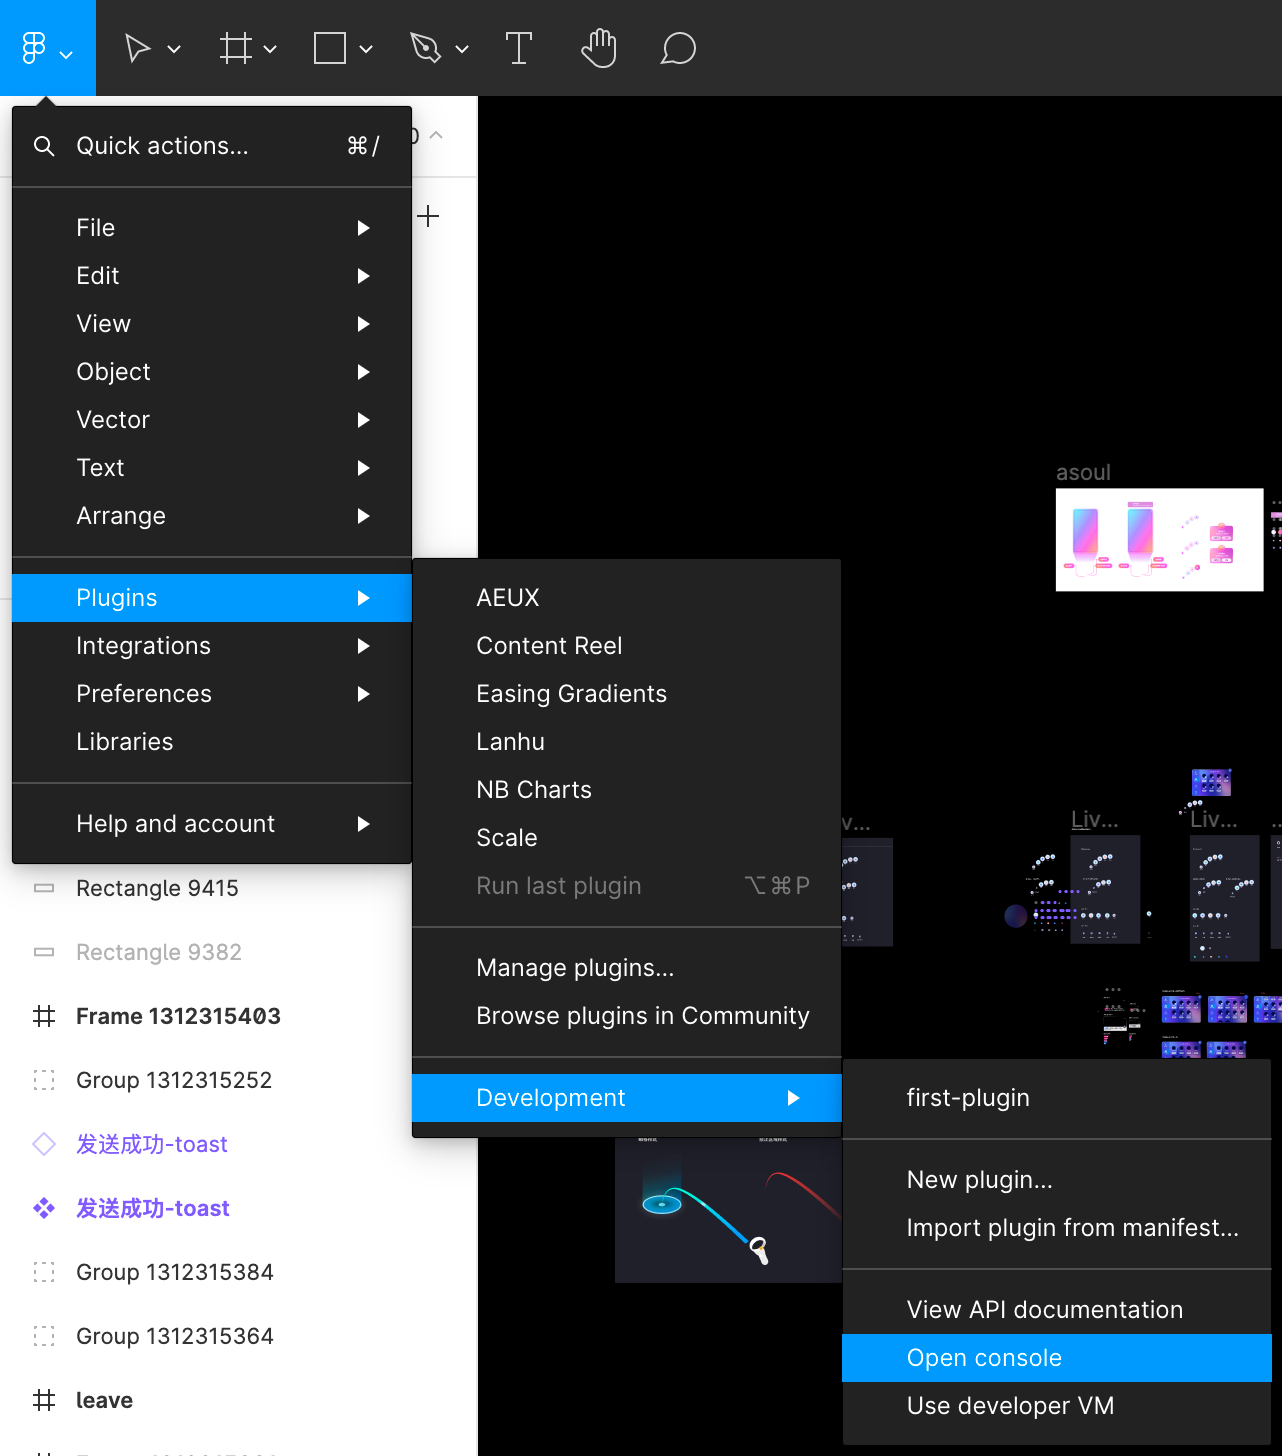 Quick actions...
⌘/
File
Edit
View
Object
Vector
Text
Arrange
Plugins
Integrations
Preferences
Libraries
Help and account
AEUX
Content Reel
Easing Gradients
Lanhu
NB Charts
Scale
Run last plugin
⌥⌘P
Manage plugins...
Browse plugins in Community
Development
first-plugin
New plugin...
Import plugin from manifest...
View API documentation
Open console
Use developer VM
Rectangle 9415
Rectangle 9382
Frame 1312315403
Group 1312315252
发送成功-toast
发送成功-toast
Group 1312315384
Group 1312315364
leave
asoul
v...
Liv...
Liv...